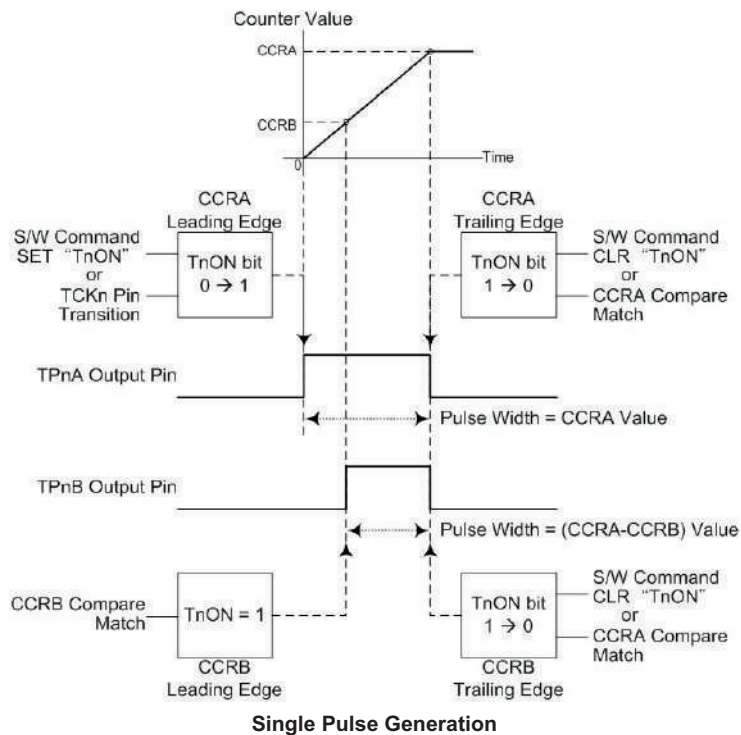 Counter Value
CCRA
CCRB
0
Time
CCRA
Leading Edge
S/W Command
SET “TnON”
or
TCKn Pin
Transition
TnON bit
0 → 1
CCRA
Trailing Edge
TnON bit
1 → 0
S/W Command
CLR “TnON”
or
CCRA Compare
Match
TPnA Output Pin
Pulse Width = CCRA Value
TPnB Output Pin
Pulse Width = (CCRA-CCRB) Value
CCRB Compare
Match
TnON = 1
CCRB
Leading Edge
TnON bit
1 → 0
S/W Command
CLR “TnON”
or
CCRA Compare
Match
CCRB
Trailing Edge
Single Pulse Generation